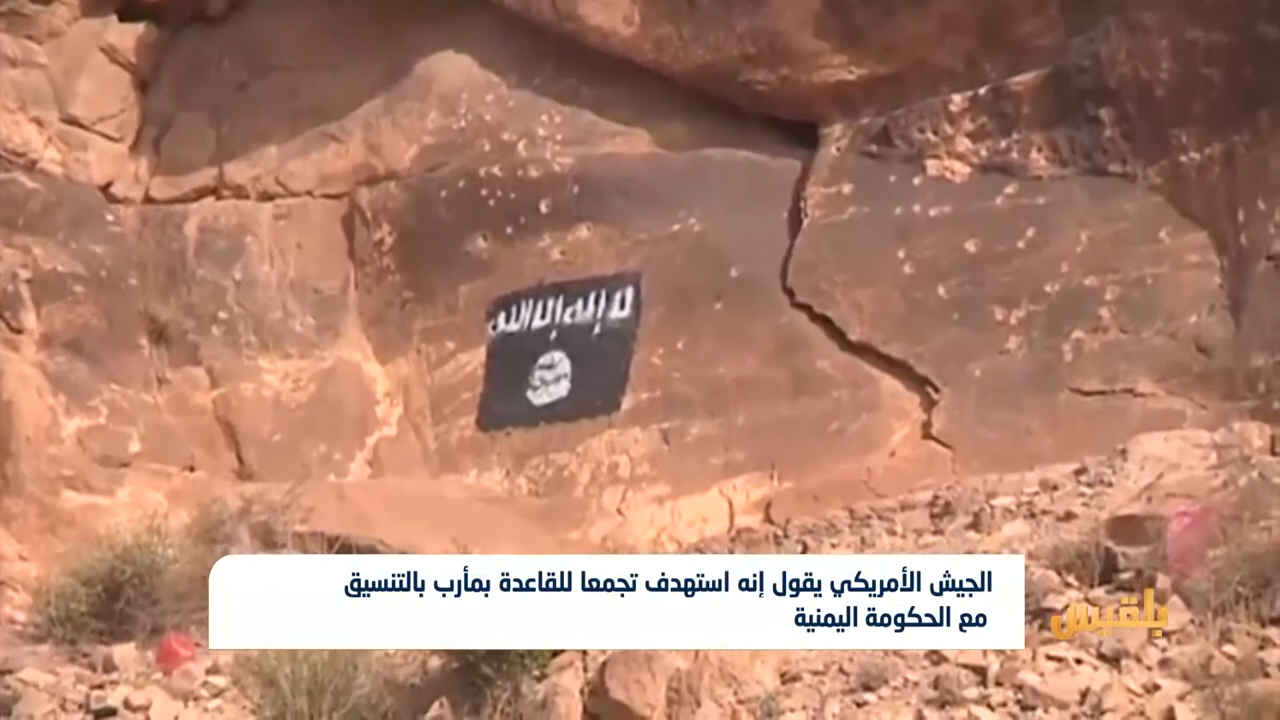 لا إله إلا الله
الجيش الأمريكي يقول إنه استهدف تجمعا للقاعدة بمأرب بالتنسيق
مع الحكومة اليمنية
بلقيس